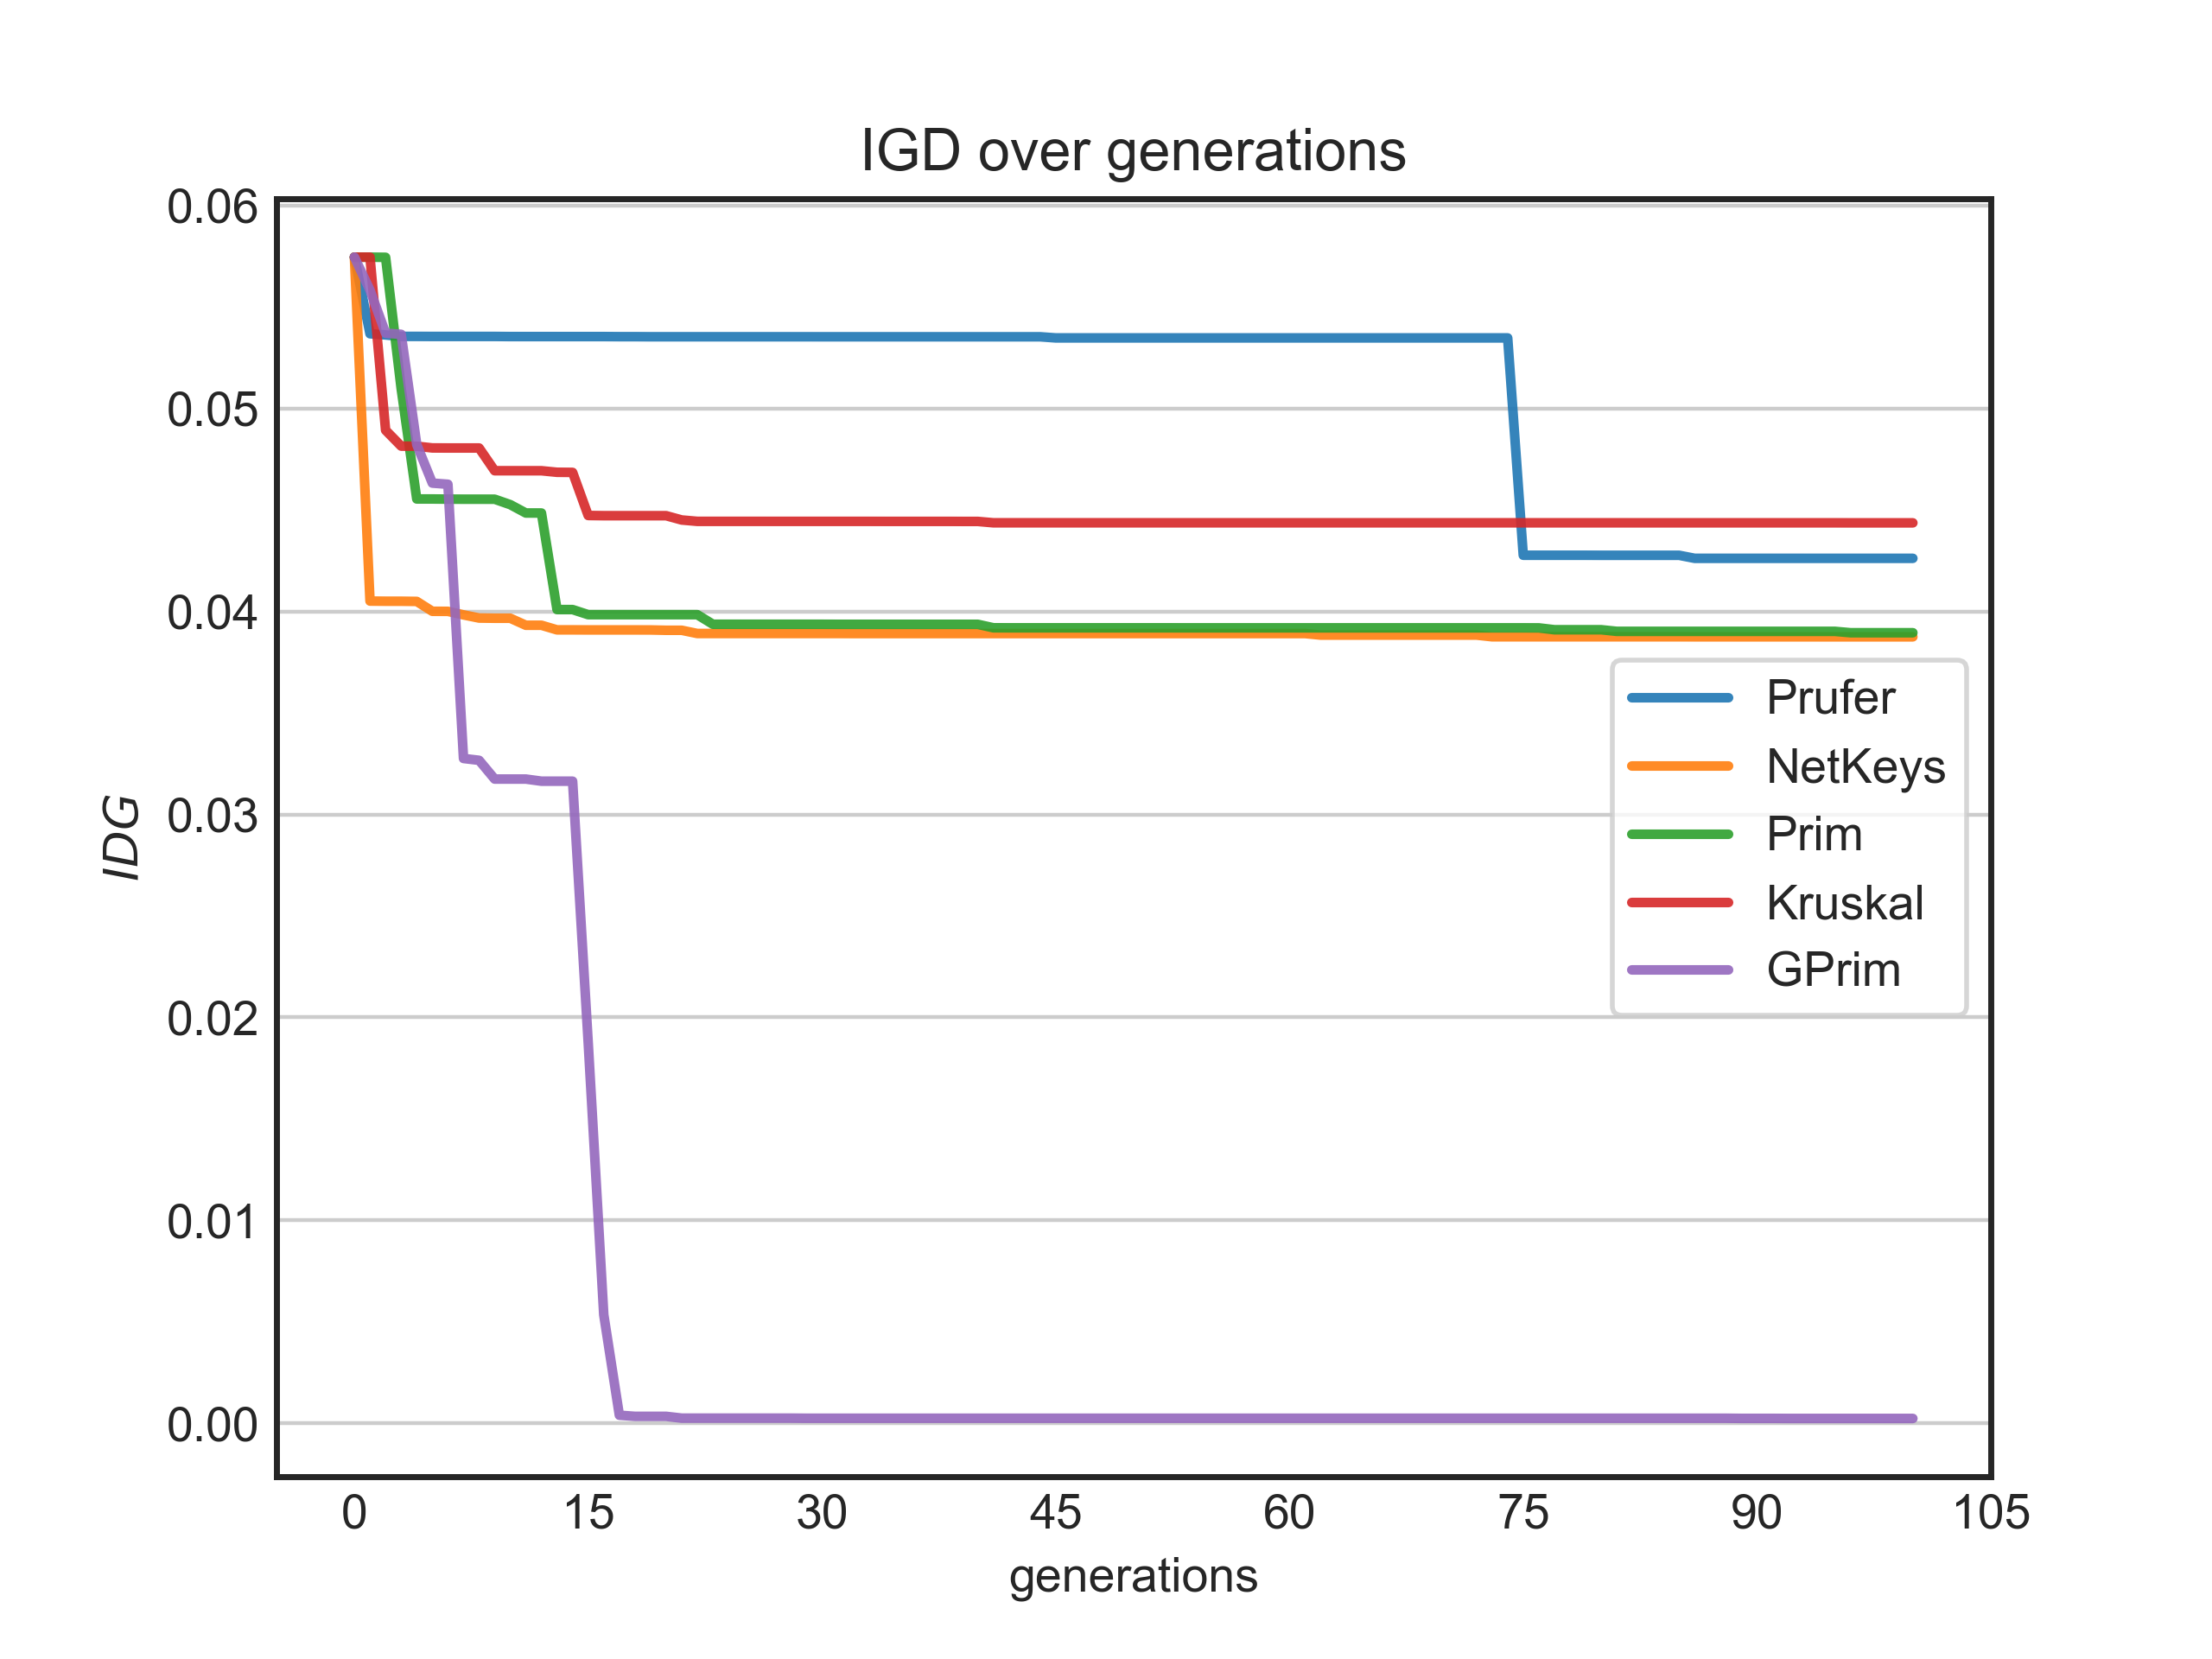 IGD over generations
0.06
0.05
0.04
0.03
0.02
0.01
0.00
IDG
0 15 30 45 60 75 90 105
generations
Prufer
NetKeys
Prim
Kruskal
GPrim